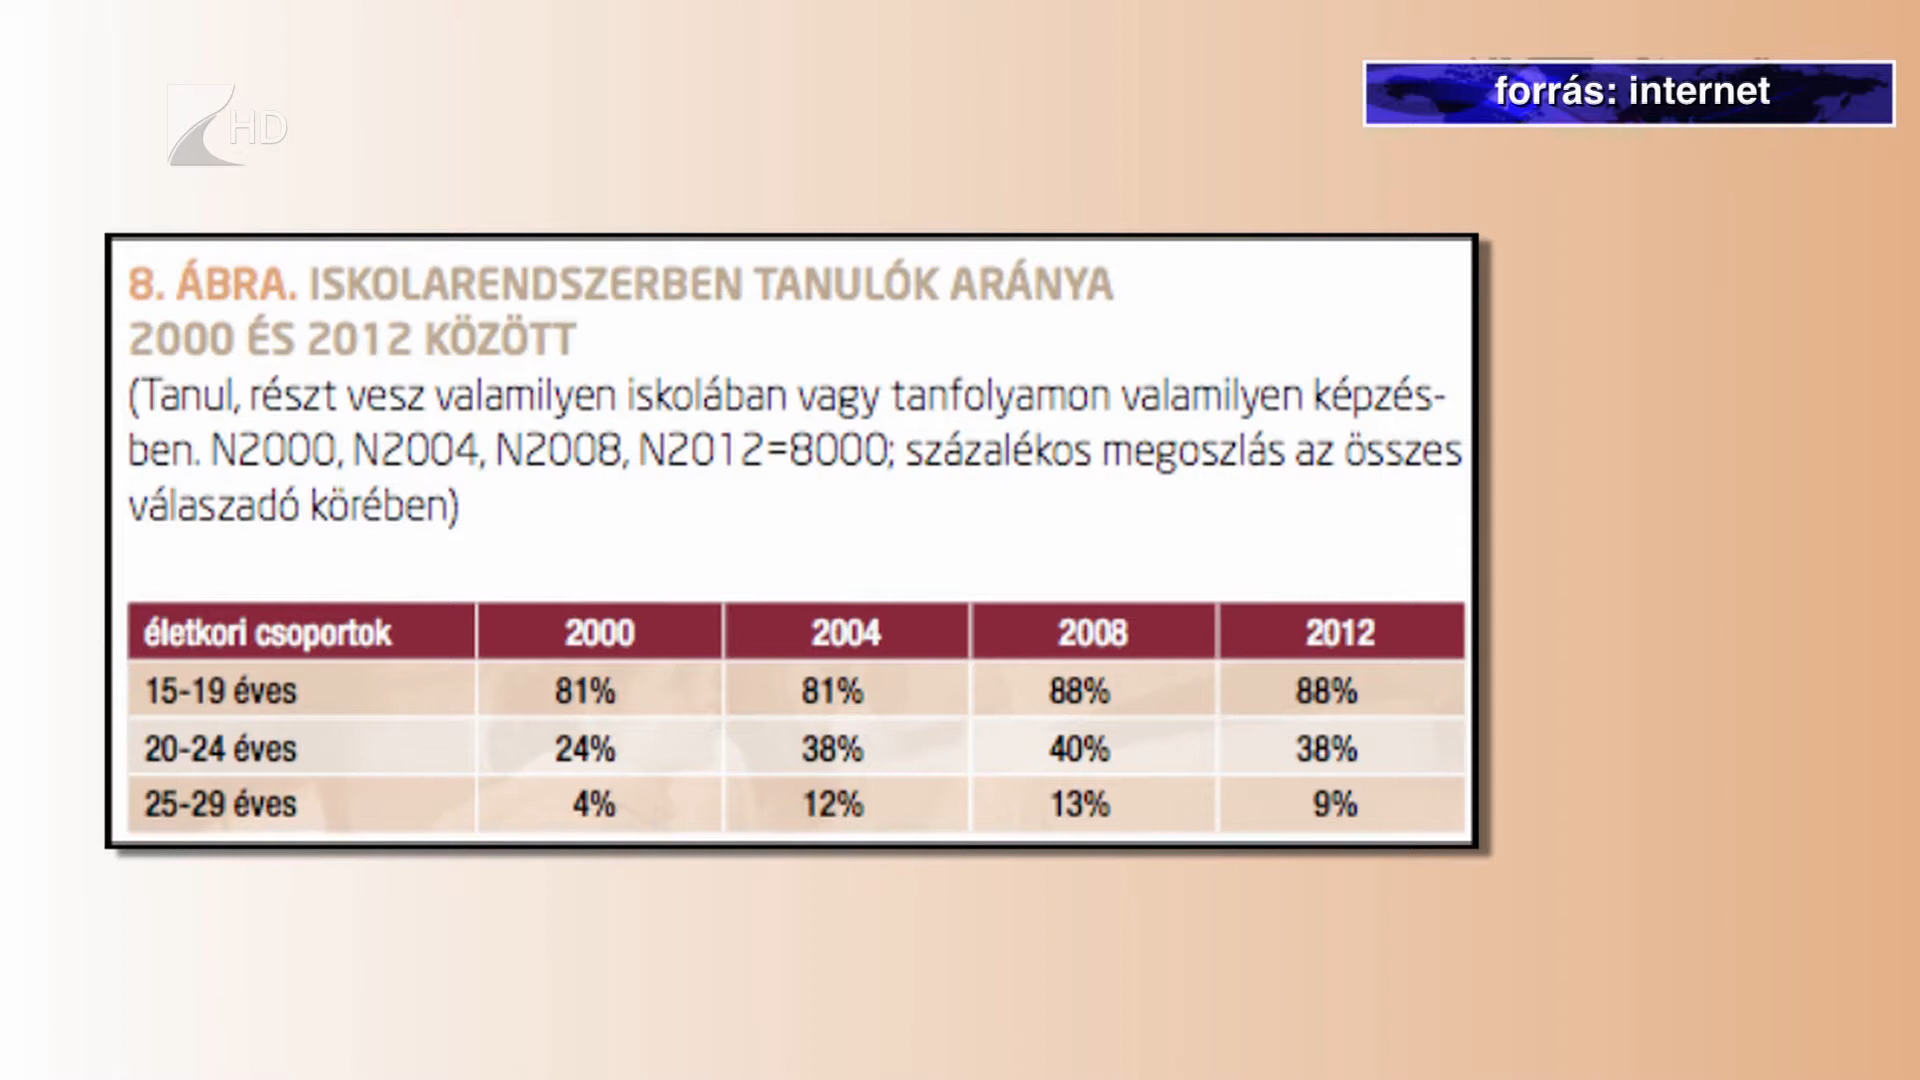 HD
forrás: internet
8. ÁBRA. ISKOLARENDSZERBEN TANULÓK ARÁNYA
2000 ÉS 2012 KÖZÖTT
(Tanul, részt vesz valamilyen iskolában vagy tanfolyamon valamilyen képzés-
ben. N2000, N2004, N2008, N2012=8000; százalékos megoszlás az összes
válaszadó körében)
életkori csoportok 2000 2004 2008 2012
15-19 éves 81% 81% 88% 88%
20-24 éves 24% 38% 40% 38%
25-29 éves 4% 12% 13% 9%